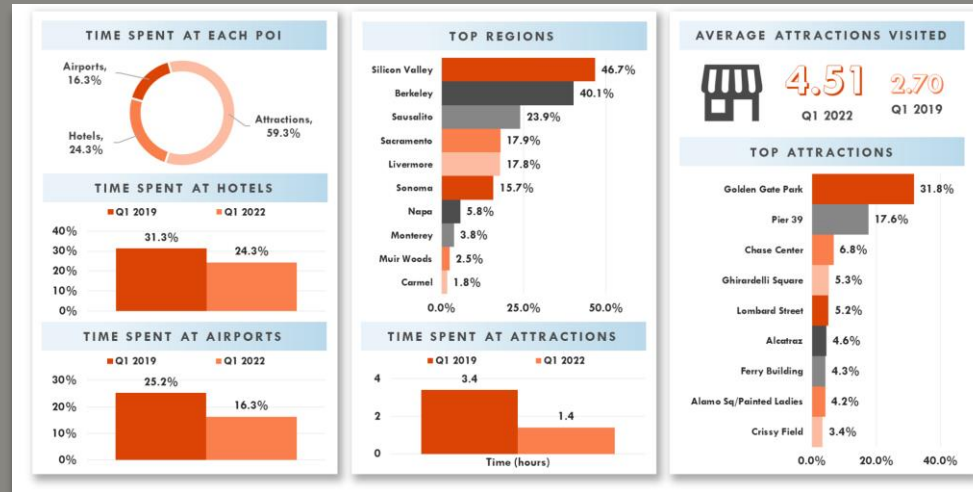 TIME SPENT AT EACH POI
Airports,
16.3%
Attractions,
59.3%
Hotels,
24.3%
TIME SPENT AT HOTELS
Q1 2019 Q1 2022
40%
30%
20%
10%
0%
31.3%
24.3%
TIME SPENT AT AIRPORTS
Q1 2019 Q1 2022
30%
20%
10%
0%
25.2%
16.3%
TOP REGIONS
Silicon Valley 46.7%
Berkeley 40.1%
Sausalito 23.9%
Sacramento 17.9%
Livermore 17.8%
Sonoma 15.7%
Napa 5.8%
Monterey 3.8%
Muir Woods 2.5%
Carmel 1.8%
0.0% 25.0% 50.0%
TIME SPENT AT ATTRACTIONS
Q1 2019 Q1 2022
4
2
0
3.4
1.4
Time (hours)
AVERAGE ATTRACTIONS VISITED
4.51 2.70
Q1 2022 Q1 2019
TOP ATTRACTIONS
Golden Gate Park 31.8%
Pier 39 17.6%
Chase Center 6.8%
Ghirardelli Square 5.3%
Lombard Street 5.2%
Alcatraz 4.6%
Ferry Building 4.3%
Alamo Sq/Painted Ladies 4.2%
Crissy Field 3.4%
0.0% 20.0% 40.0%